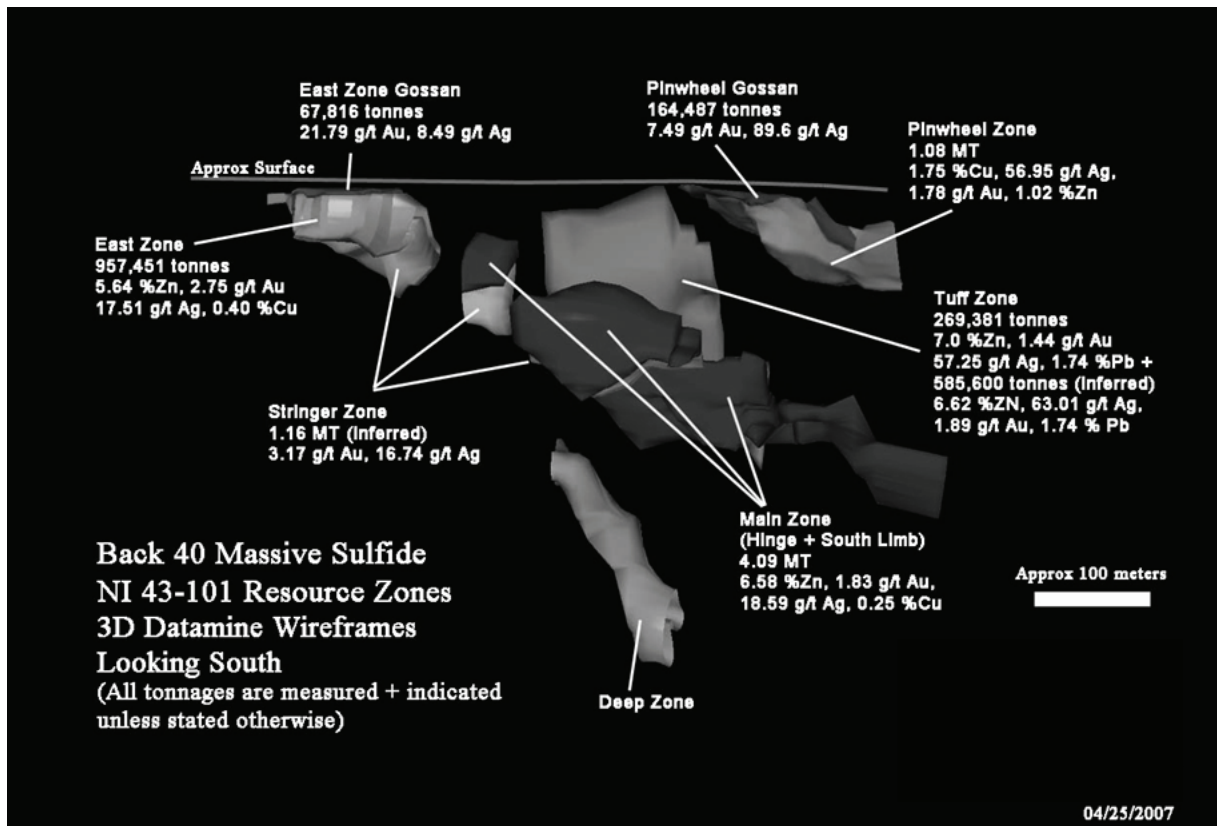 East Zone Gossan
67,816 tonnes
21.79 g/t Au, 8.49 g/t Ag
Pinwheel Gossan
164,487 tonnes
7.49 g/t Au, 89.6 g/t Ag
Pinwheel Zone
1.08 MT
1.75 %Cu, 56.95 g/t Ag,
1.78 g/t Au, 1.02 %Zn
Approx Surface
East Zone
957,451 tonnes
5.64 %Zn, 2.75 g/t Au
17.51 g/t Ag, 0.40 %Cu
Tuff Zone
269,381 tonnes
7.0 %Zn, 1.44 g/t Au
57.25 g/t Ag, 1.74 %Pb +
585,600 tonnes (inferred)
6.62 %ZN, 63.01 g/t Ag,
1.89 g/t Au, 1.74 % Pb
Stringer Zone
1.16 MT (inferred)
3.17 g/t Au, 16.74 g/t Ag
Main Zone
(Hinge + South Limb)
4.09 MT
6.58 %Zn, 1.83 g/t Au,
18.59 g/t Ag, 0.25 %Cu
Back 40 Massive Sulfide
NI 43-101 Resource Zones
3D Datamine Wireframes
Looking South
(All tonnages are measured + indicated
unless stated otherwise)
Approx 100 meters
Deep Zone
04/25/2007